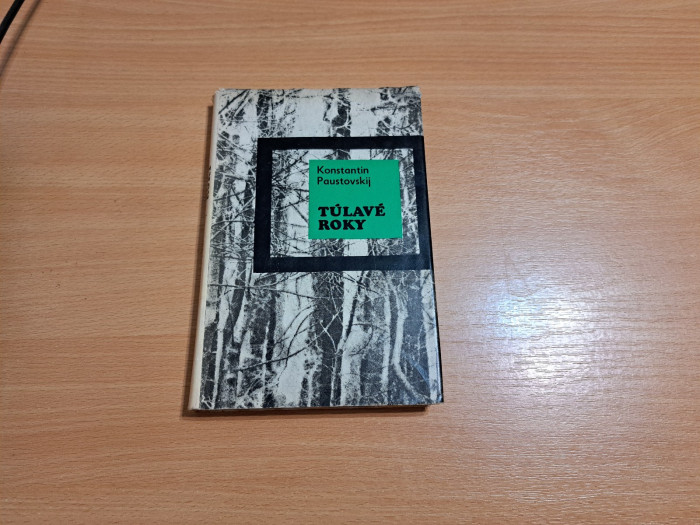 Konstantin
Paustovskij
TÚLAVÉ
ROKY